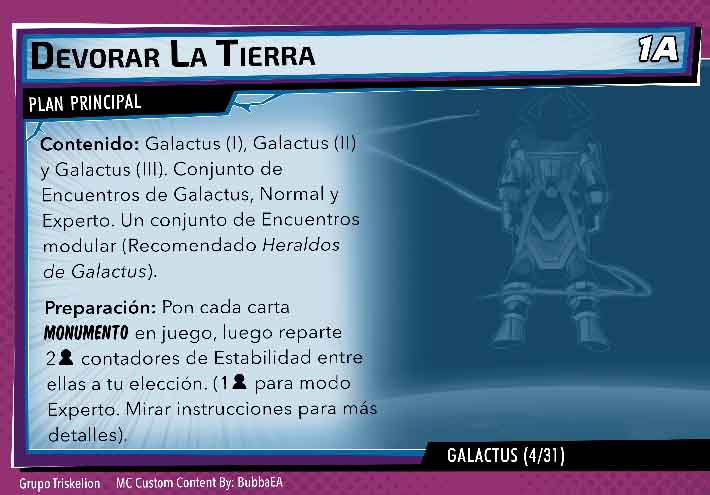 DEVORAR LA TIERRA
1A
PLAN PRINCIPAL
Contenido: Galactus (I), Galactus (II)
y Galactus (III). Conjunto de
Encuentros de Galactus, Normal y
Experto. Un conjunto de Encuentros
modular (Recomendado Heraldos
de Galactus).
Preparación: Pon cada carta
MONUMENTO en juego, luego reparte
2 contadores de Estabilidad entre
ellas a tu elección. (1 para modo
Experto. Mirar instrucciones para más
detalles).
GALACTUS (4/31)
Grupo Triskelion MC Custom Content By: BubbaEA